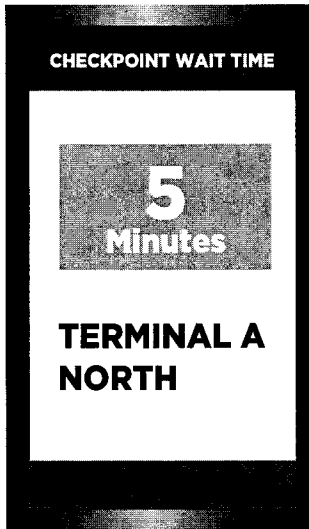 CHECKPOINT WAIT TIME
5
Minutes
TERMINAL A
NORTH